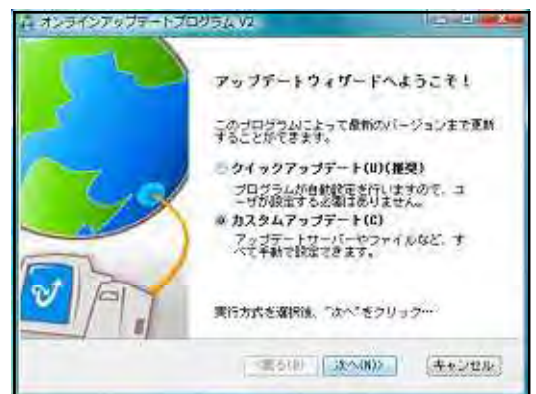 オンラインアップデートプログラム V2
アップデートウィザードへようこそ!
このプログラムによって最新のバージョンまで更新
することができます。
クイックアップデート(U)(推奨)
プログラムが自動設定を行いますので、ユ
ーザが設定する必要はありません。
カスタムアップデート(C)
アップデートサーバーやファイルなど、す
べて手動で設定できます。
実行方式を選択後、"次へ"をクリック…
<戻る(B) 次へ(N)> キャンセル